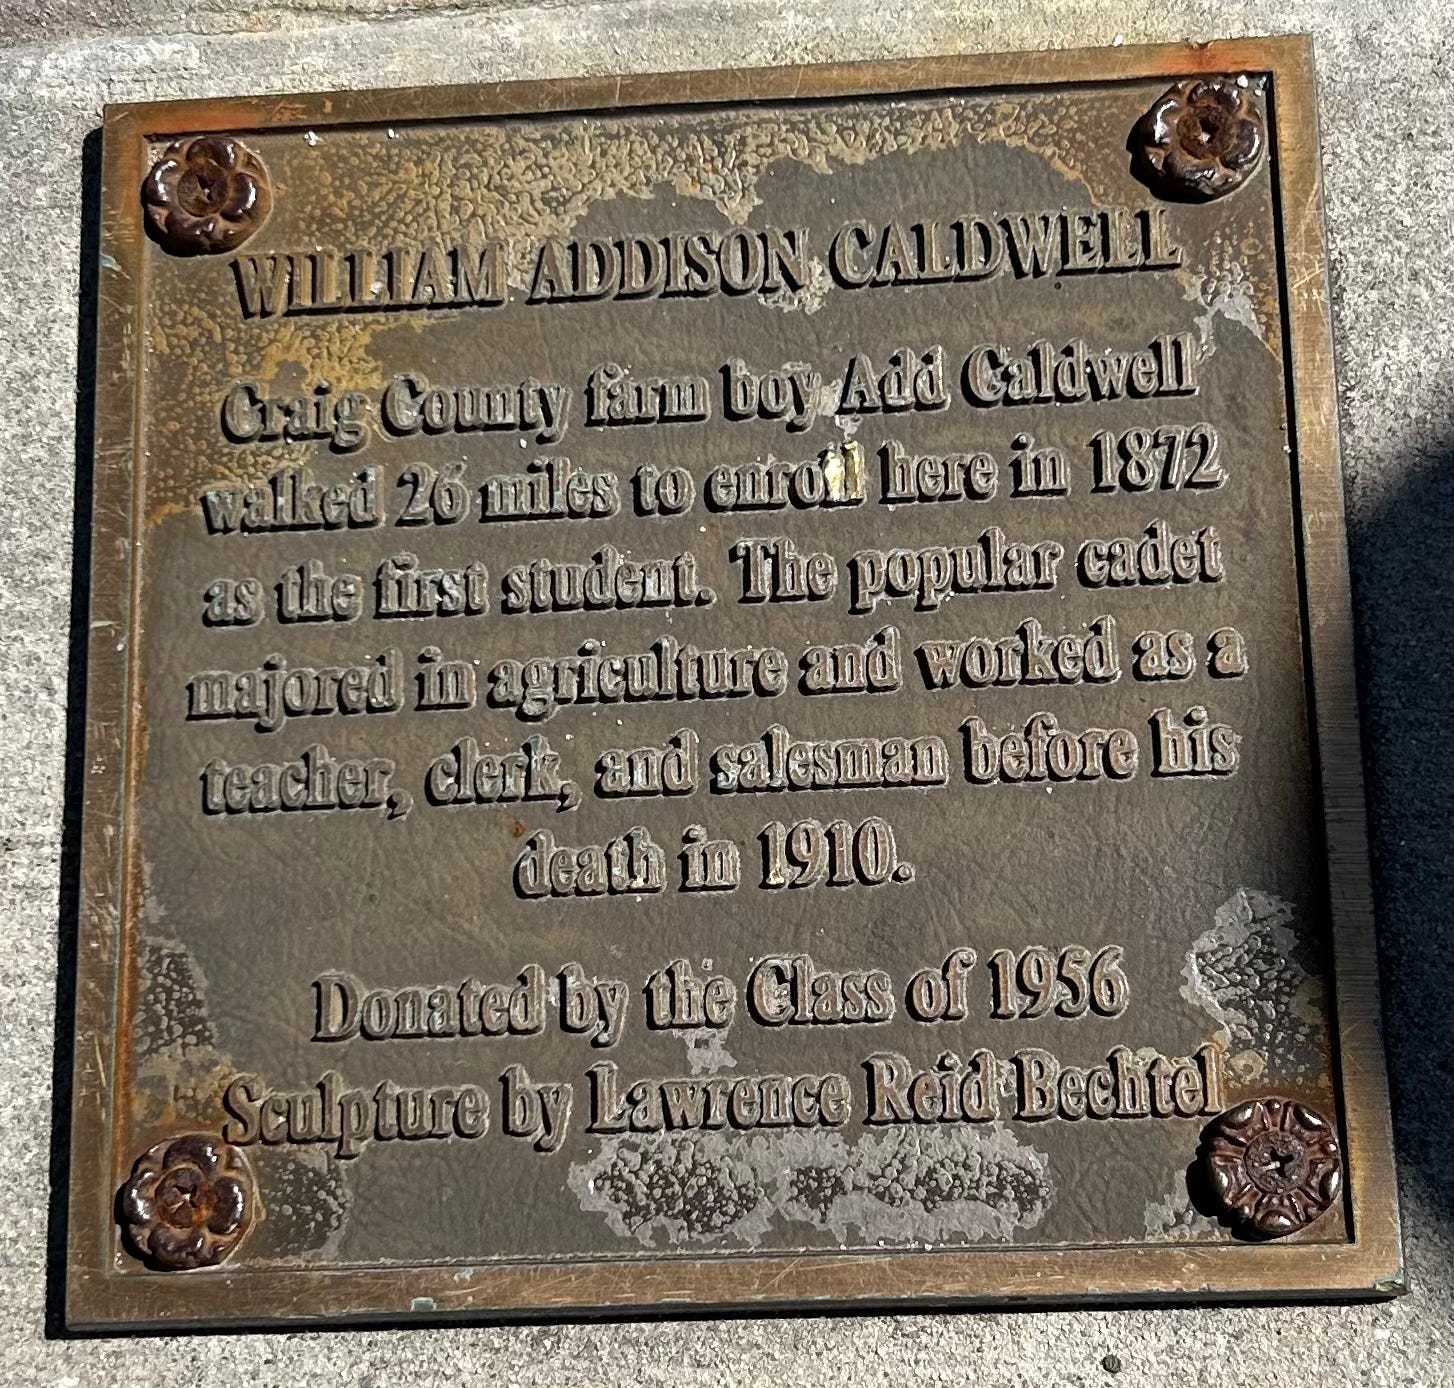 WILLIAM ADDISON CALDWELL
Craig County farm boy Add Caldwell
walked 26 miles to enroll here in 1872
as the first student. The popular cadet
majored in agriculture and worked as a
teacher, clerk, and salesman before his
death in 1910.
Donated by the Class of 1956
Sculpture by Lawrence Reid Bechtel